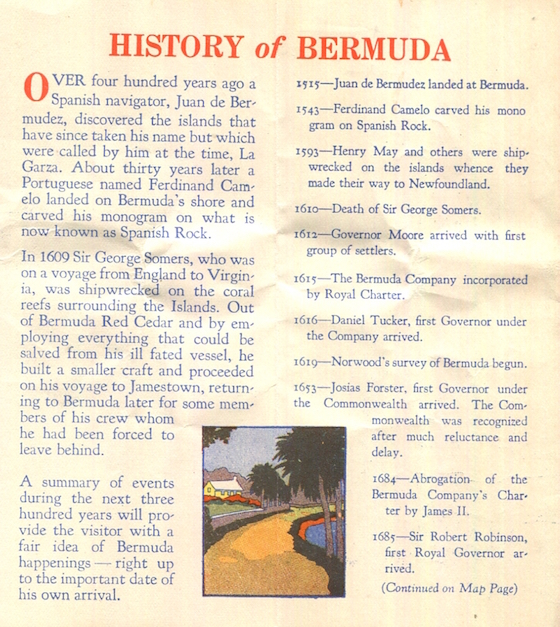 HISTORY of BERMUDA
OVER four hundred years ago a
Spanish navigator, Juan de Ber-
mudez, discovered the islands that
have since taken his name but which
were called by him at the time, La
Garza. About thirty years later a
Portuguese named Ferdinand Cam-
elo landed on Bermuda's shore and
carved his monogram on what is
now known as Spanish Rock.
In 1609 Sir George Somers, who was
on a voyage from England to Virgin-
ia, was shipwrecked on the coral
reefs surrounding the Islands. Out
of Bermuda Red Cedar and by em-
ploying everything that could be
salved from his ill fated vessel, he
built a smaller craft and proceeded
on his voyage to Jamestown, return-
ing to Bermuda later for some mem-
bers of his crew whom
he had been forced to
leave behind.
A summary of events
during the next three
hundred years will pro-
vide the visitor with a
fair idea of Bermuda
happenings — right up
to the important date of
his own arrival.
1515—Juan de Bermudez landed at Bermuda.
1543—Ferdinand Camelo carved his mono
gram on Spanish Rock.
1593—Henry May and others were ship-
wrecked on the islands whence they
made their way to Newfoundland.
1610—Death of Sir George Somers.
1612—Governor Moore arrived with first
group of settlers.
1615—The Bermuda Company incorporated
by Royal Charter.
1616—Daniel Tucker, first Governor under
the Company arrived.
1619—Norwood's survey of Bermuda begun.
1653—Josias Forster, first Governor under
the Commonwealth arrived. The Com-
monwealth was recognized
after much reluctance and
delay.
1684—Abrogation of the
Bermuda Company's Char-
ter by James II.
1685—Sir Robert Robinson,
first Royal Governor ar-
rived.
(Continued on Map Page)